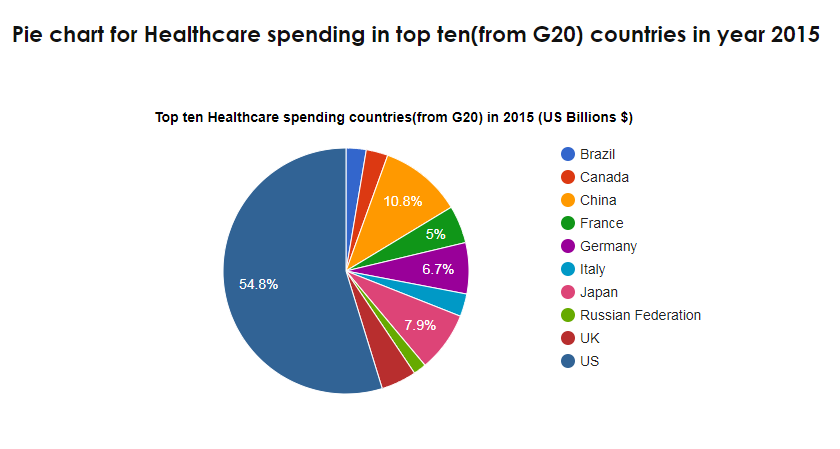 Pie chart for Healthcare spending in top ten(from G20) countries in year 2015
Top ten Healthcare spending countries(from G20) in 2015 (US Billions $)
Brazil
Canada
China
France
Germany
Italy
Japan
Russian Federation
UK
US
10.8%
5%
6.7%
7.9%
54.8%